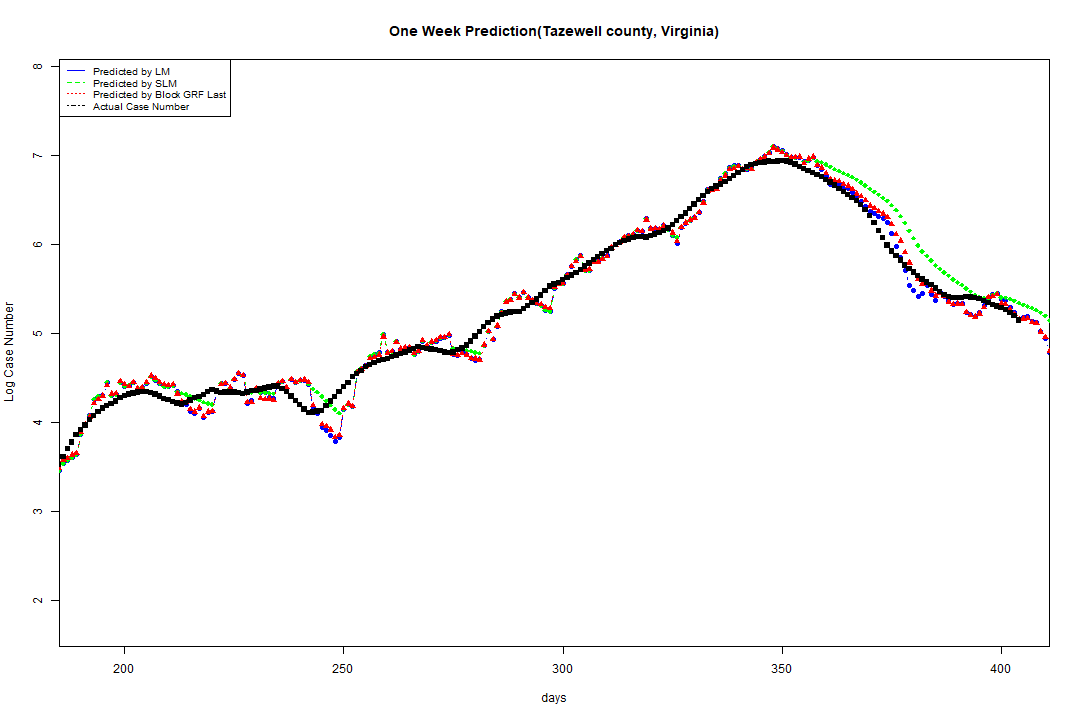 One Week Prediction(Tazewell county, Virginia)
Predicted by LM
Predicted by SLM
Predicted by Block GRF Last
Actual Case Number
8
7
6
5
4
3
2
Log Case Number
200 250 300 350 400
days